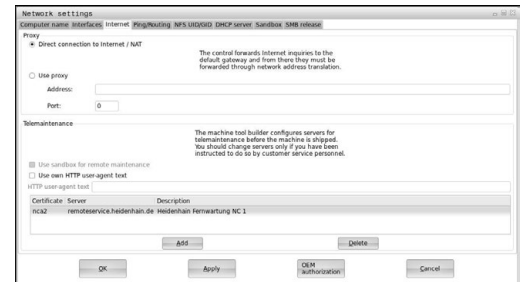 Network settings
Computer name Interfaces Internet Ping/Routing NFS UID/GID DHCP server Sandbox SMB release
Proxy
Direct connection to Internet / NAT
The control forwards Internet inquiries to the
default gateway and from there they must be
forwarded through network address translation.
Use proxy
Address:
Port: 0
Telemaintenance
The machine tool builder configures servers for
telemaintenance before the machine is shipped.
You should change servers only if you have been
instructed to do so by customer service personnel.
Use sandbox for remote maintenance
Use own HTTP user-agent text
HTTP user-agent text
Certificate Server Description
nca2 remoteservice.heidenhain.de Heidenhain Fernwartung NC 1
Add Delete
OK Apply OEM authorization Cancel